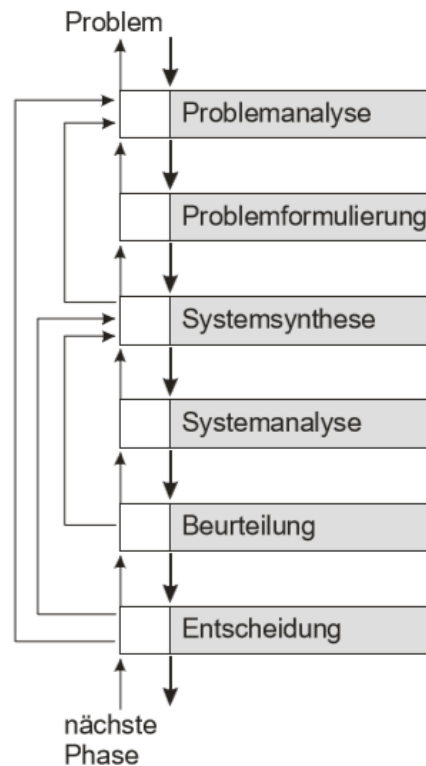 Problem
Problemanalyse
Problemformulierung
Systemsynthese
Systemanalyse
Beurteilung
Entscheidung
nächste
Phase